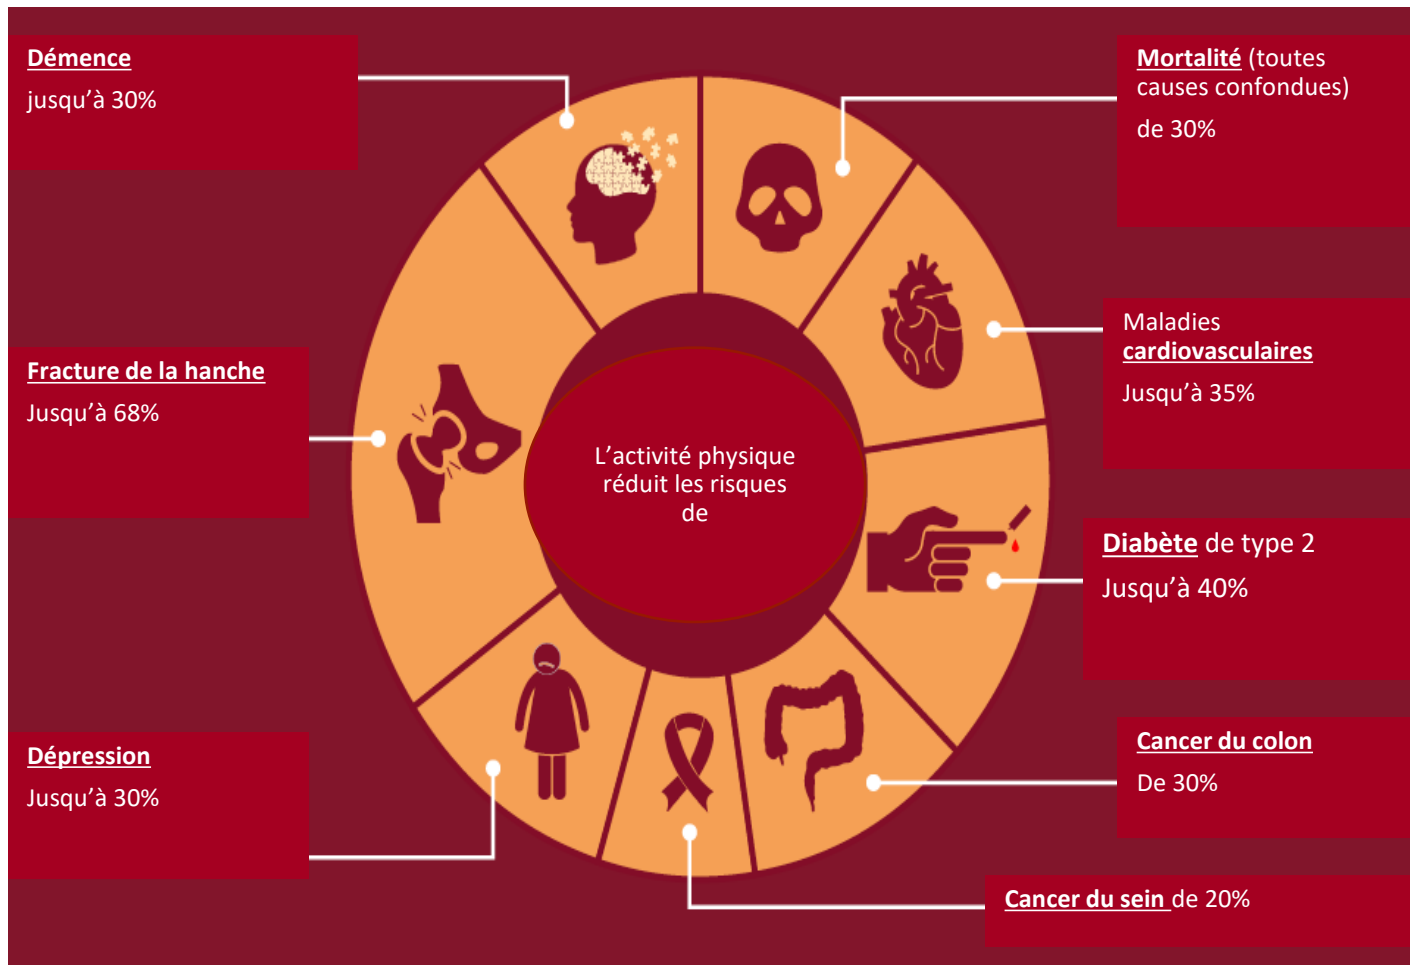 Démence
jusqu'à 30%
Mortalité (toutes
causes confondues)
de 30%
Maladies
cardiovasculaires
Jusqu'à 35%
Fracture de la hanche
Jusqu'à 68%
L'activité physique
réduit les risques
de
Diabète de type 2
Jusqu'à 40%
Dépression
Jusqu'à 30%
Cancer du colon
De 30%
Cancer du sein de 20%